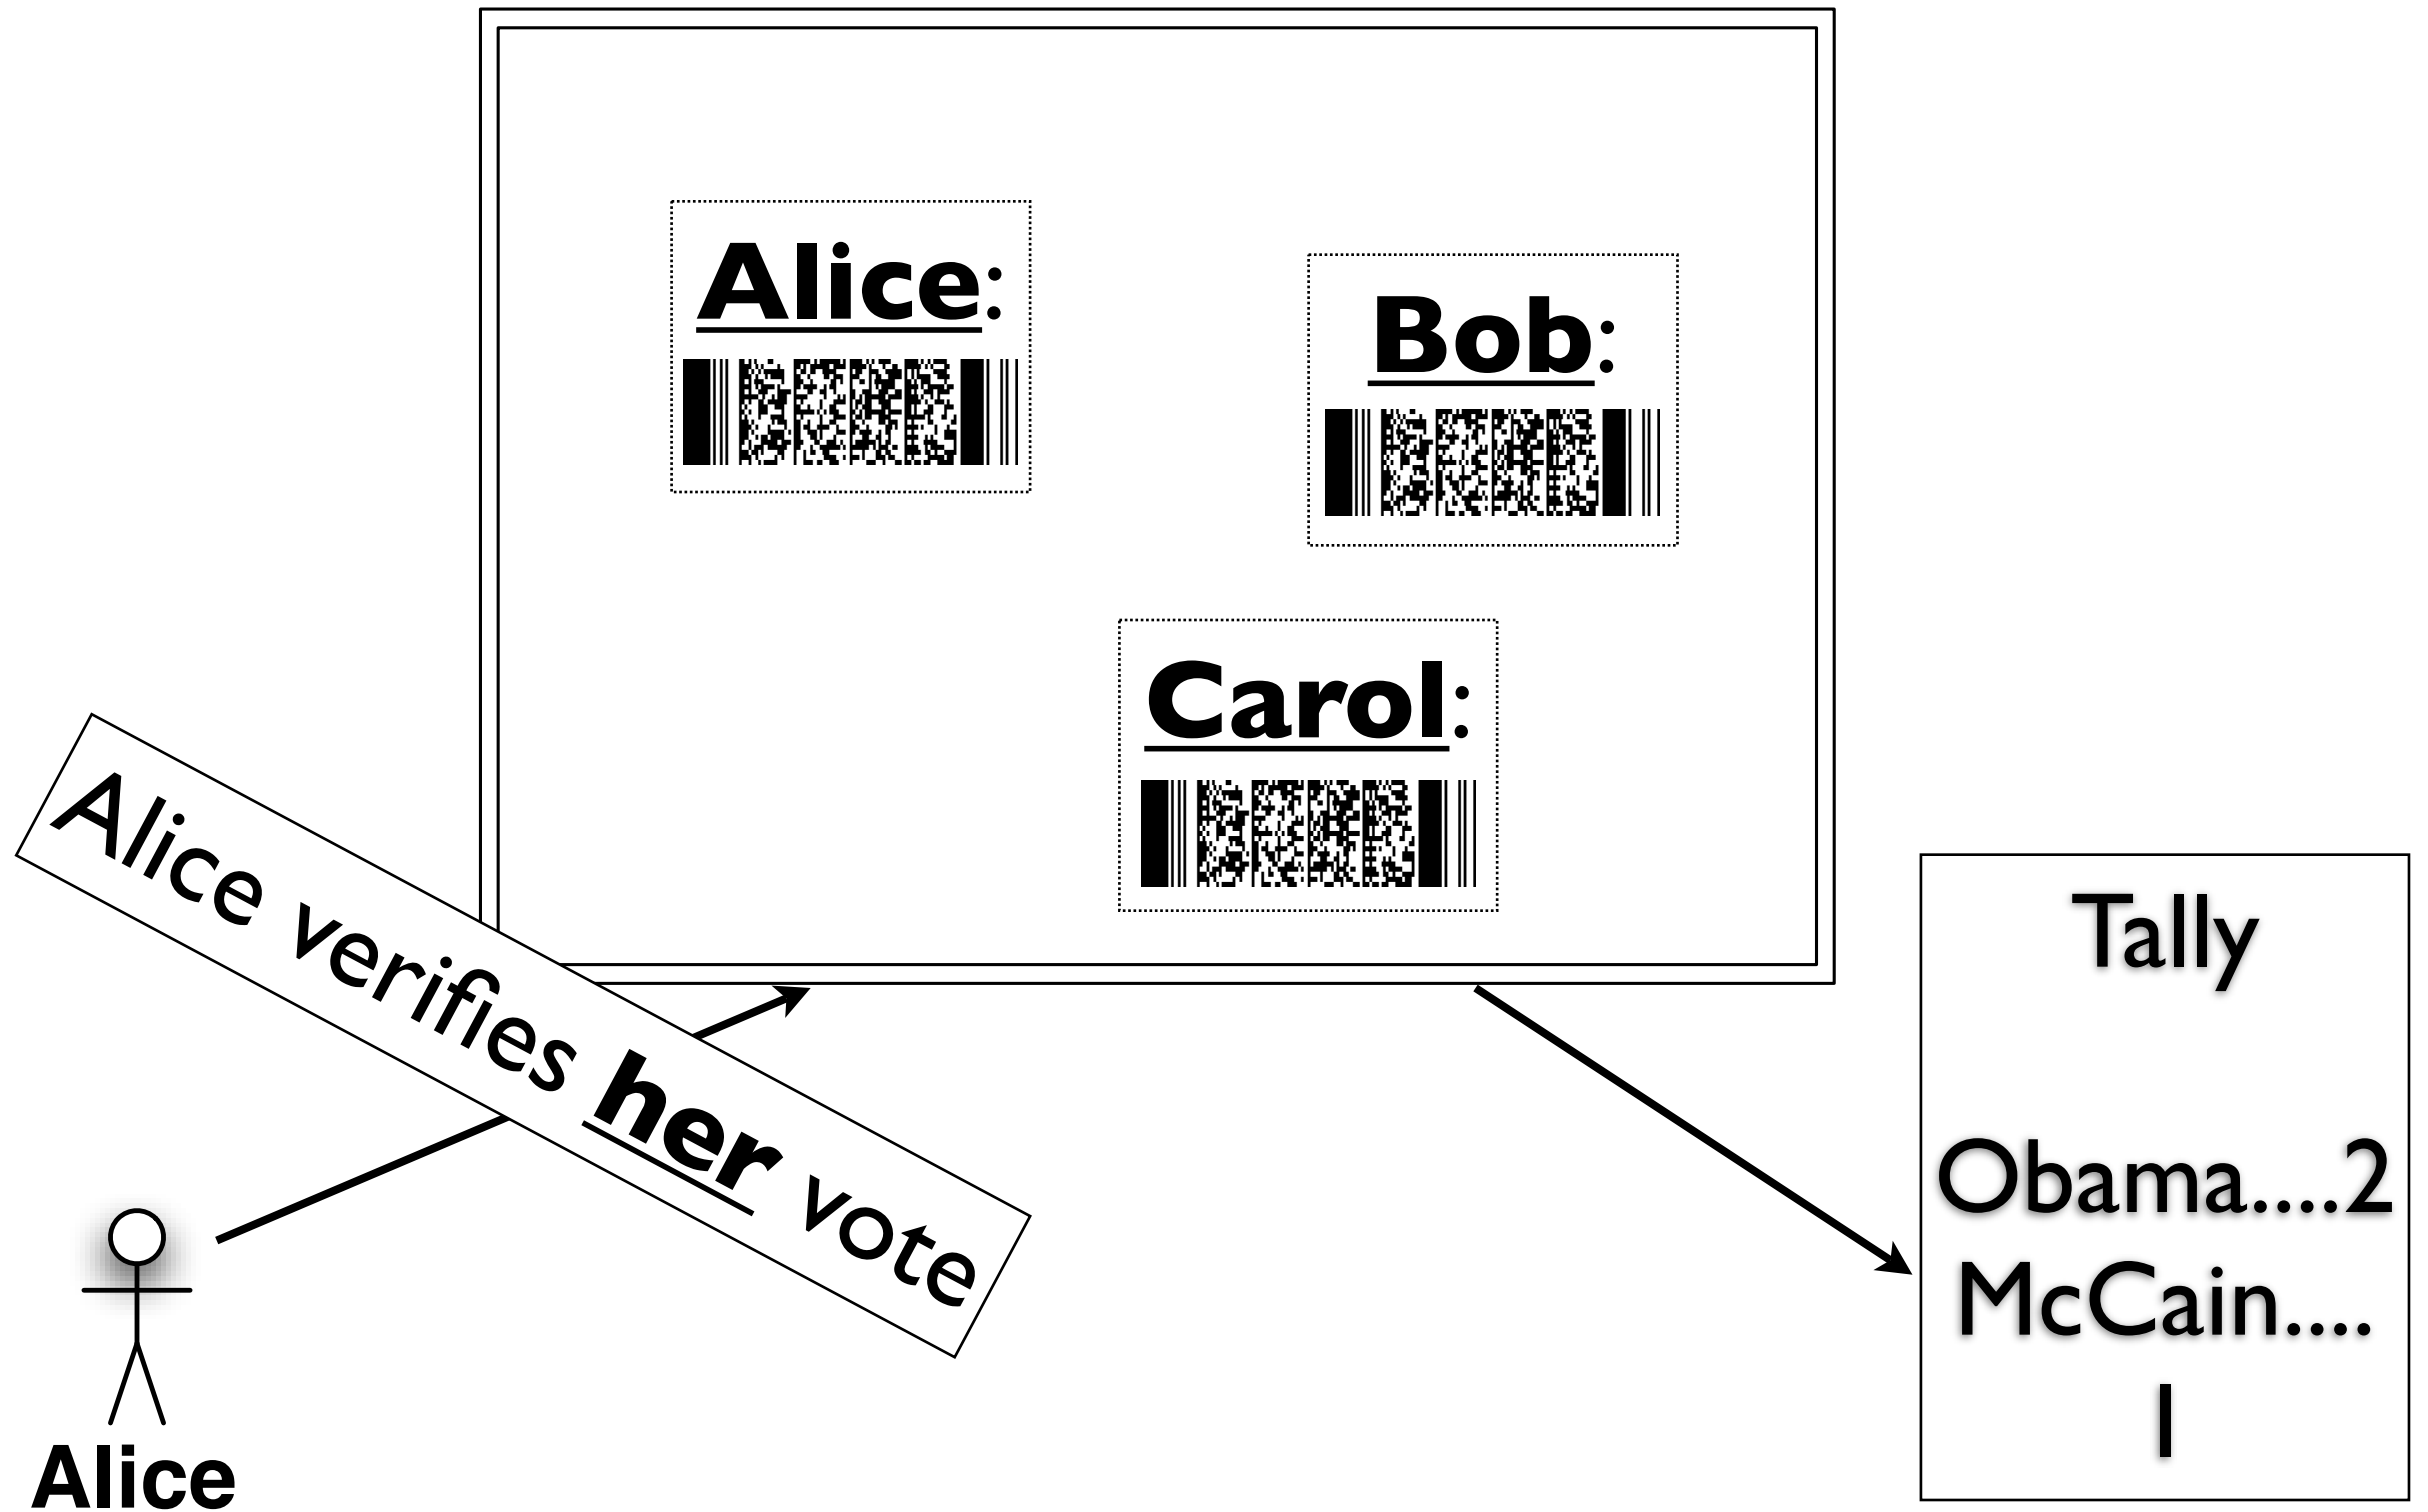 Alice:
Bob:
Carol:
Alice verifies her vote
Alice
Tally
Obama....2
McCain....
1